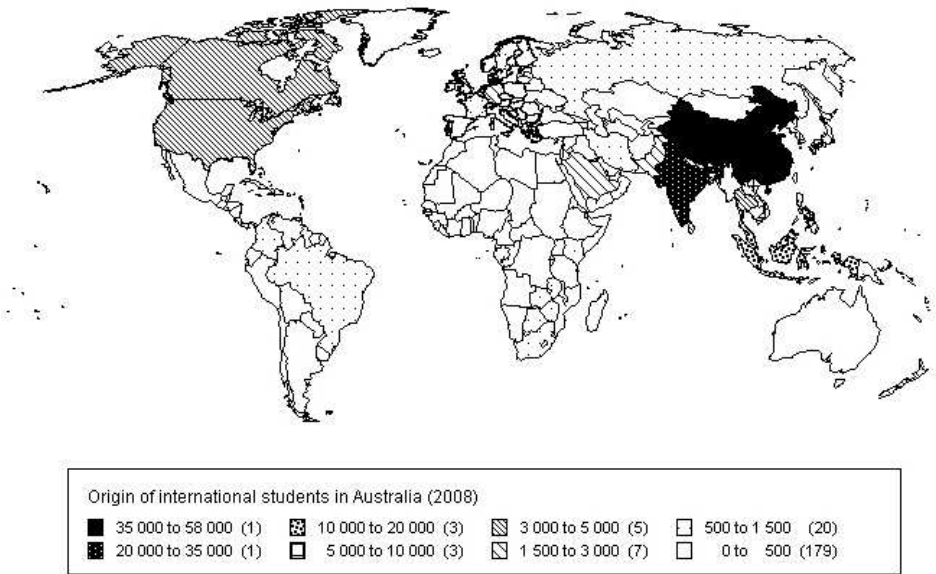 Origin of international students in Australia (2008)
35 000 to 58 000 (1) 10 000 to 20 000 (3) 3 000 to 5 000 (5) 500 to 1 500 (20)
20 000 to 35 000 (1) 5 000 to 10 000 (3) 1 500 to 3 000 (7) 0 to 500 (179)